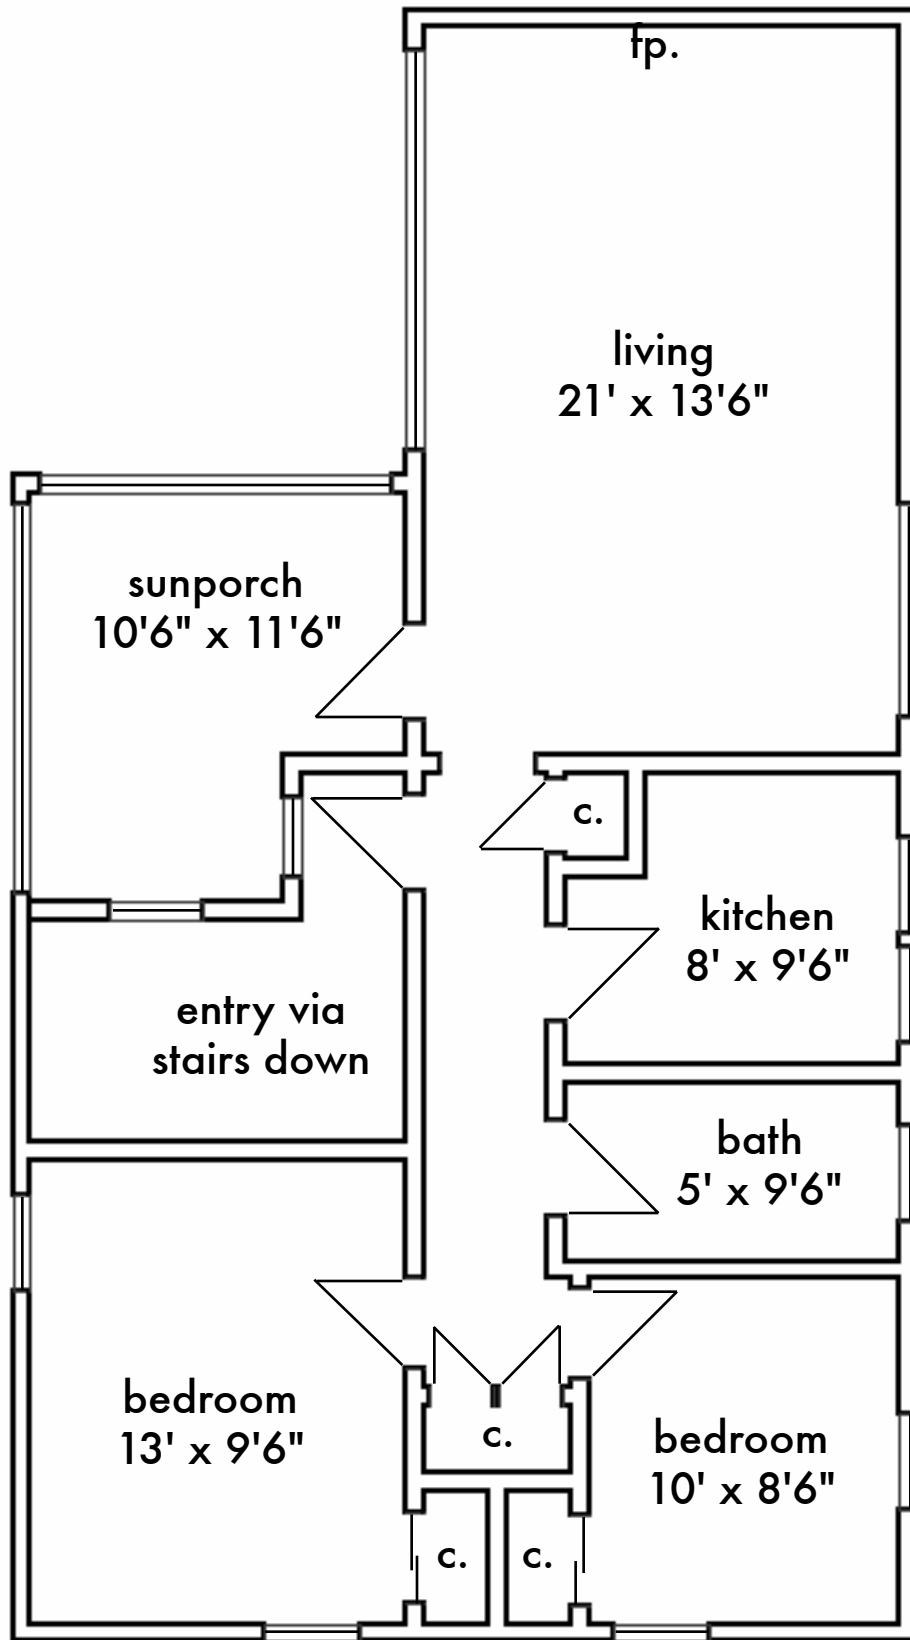 fp.
living
21' x 13'6"
sunporch
10'6" x 11'6"
c.
kitchen
8' x 9'6"
entry via
stairs down
bath
5' x 9'6"
bedroom
13' x 9'6"
c.
bedroom
10' x 8'6"
c.
c.